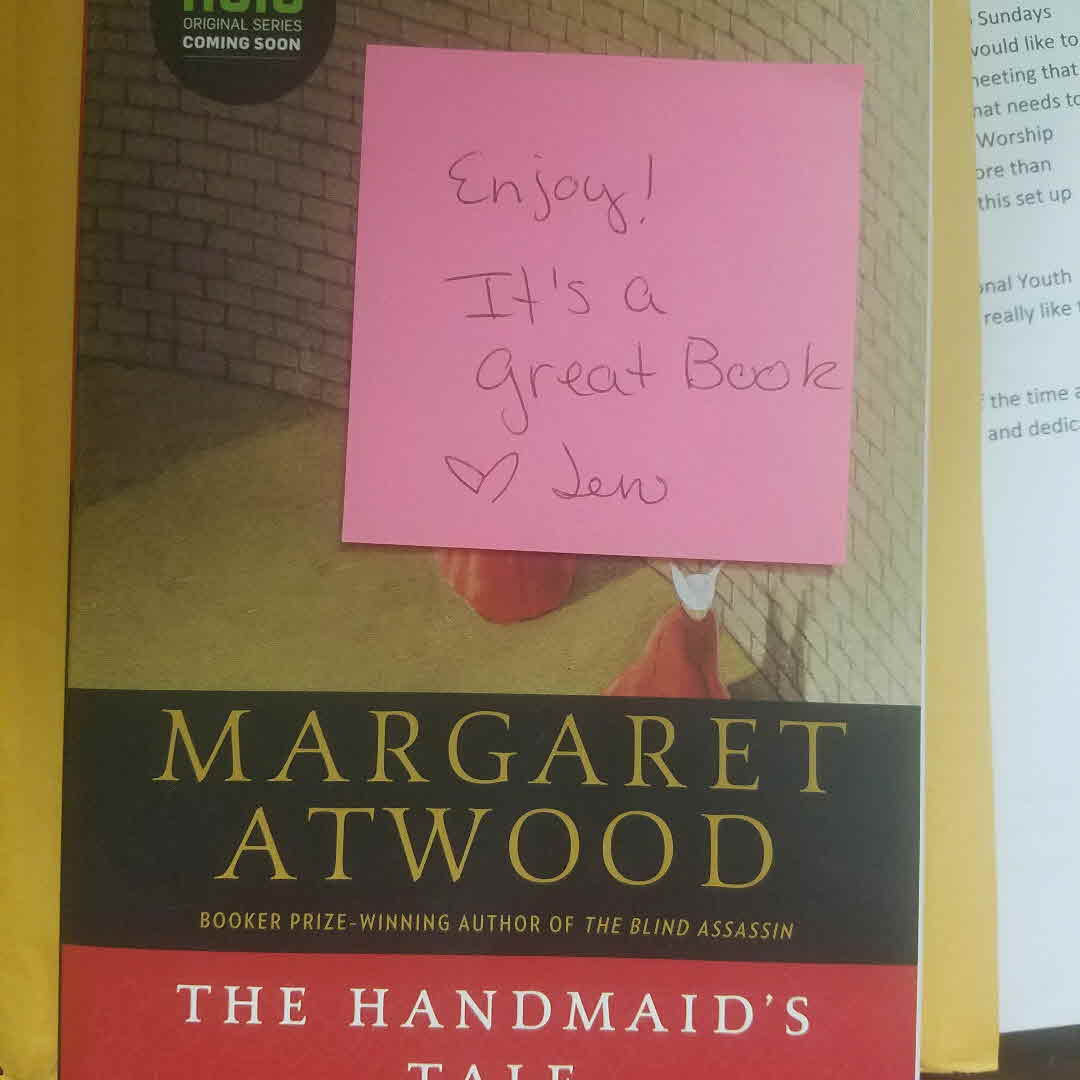 ORIGINAL SERIES
COMING SOON
Enjoy!
It's a
great Book
♡ Jen
MARGARET
ATWOOD
BOOKER PRIZE-WINNING AUTHOR OF THE BLIND ASSASSIN
THE HANDMAID'S
TALE
Sundays
would like to
meeting that
hat needs to
Worship
ore than
this set up
onal Youth
really like
the time a
and dedic